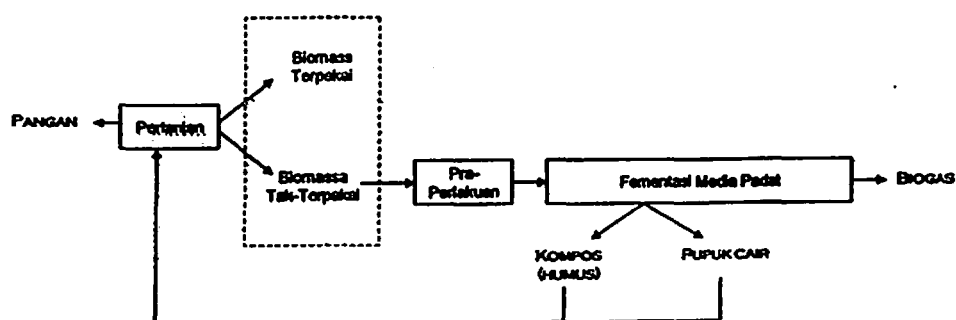 Biomass
Terpakai
PANGAN
Pertanian
Biomassa
Tak-Terpakai
Pra-
Perlakuan
Fermentasi Media Padat
BIOGAS
KOMPOS
(HUMUS)
PUPUK CAIR